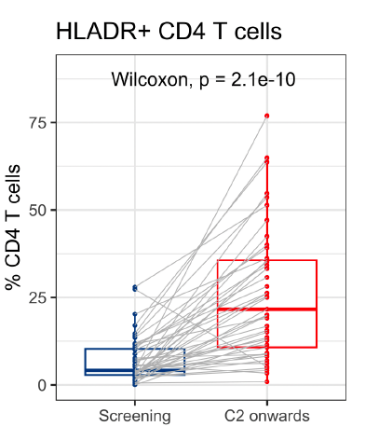 HLADR+ CD4 T cells
Wilcoxon, p = 2.1e-10
% CD4 T cells
75
50
25
0
Screening
C2 onwards